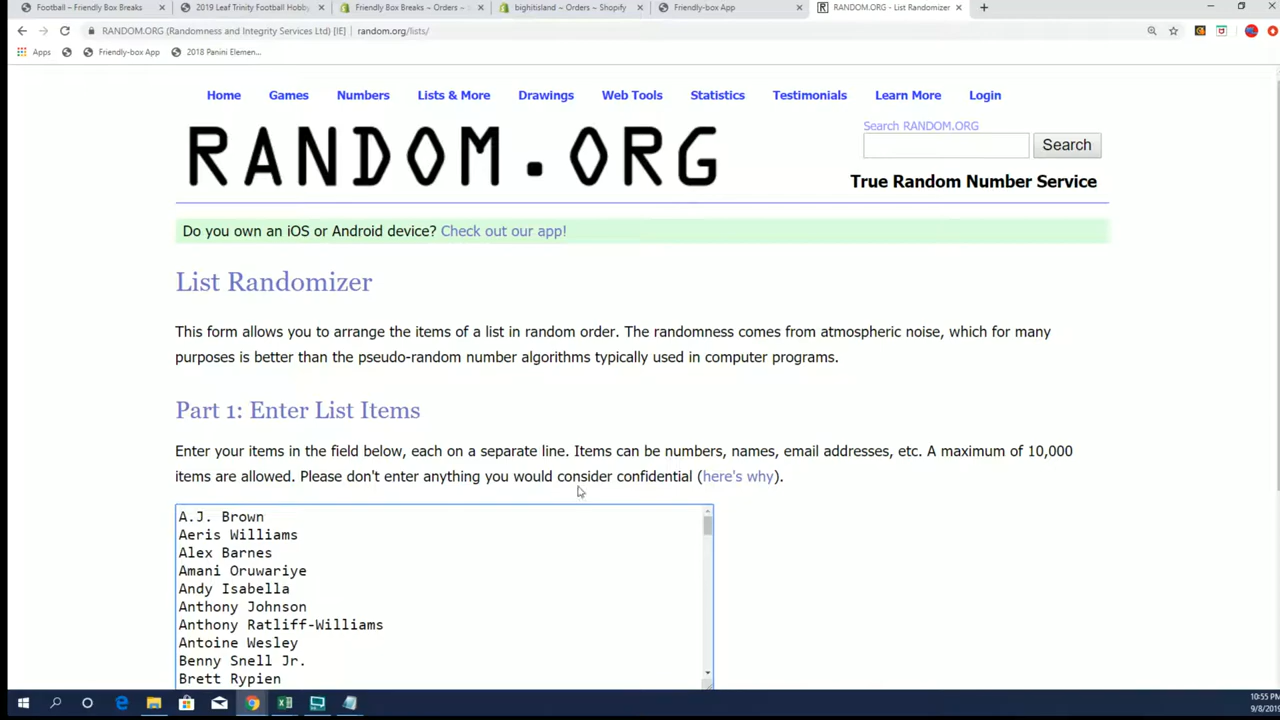 Football – Friendly Box Breaks
2019 Leaf Trinity Football Hobby
Friendly Box Breaks ~ Orders ~ S
bighitisland ~ Orders ~ Shopify
Friendly-box App
RANDOM.ORG - List Randomizer
RANDOM.ORG (Randomness and Integrity Services Ltd) [IE] | random.org/lists/
Apps
Friendly-box App
2018 Panini Elemen...
Home
Games
Numbers
Lists & More
Drawings
Web Tools
Statistics
Testimonials
Learn More
Login
RANDOM.ORG
Search RANDOM.ORG
Search
True Random Number Service
Do you own an iOS or Android device? Check out our app!
List Randomizer
This form allows you to arrange the items of a list in random order. The randomness comes from atmospheric noise, which for many
purposes is better than the pseudo-random number algorithms typically used in computer programs.
Part 1: Enter List Items
Enter your items in the field below, each on a separate line. Items can be numbers, names, email addresses, etc. A maximum of 10,000
items are allowed. Please don't enter anything you would consider confidential (here's why).
A.J. Brown
Aeris Williams
Alex Barnes
Amani Oruwariye
Andy Isabella
Anthony Johnson
Anthony Ratliff-Williams
Antoine Wesley
Benny Snell Jr.
Brett Rypien
10:55 PM